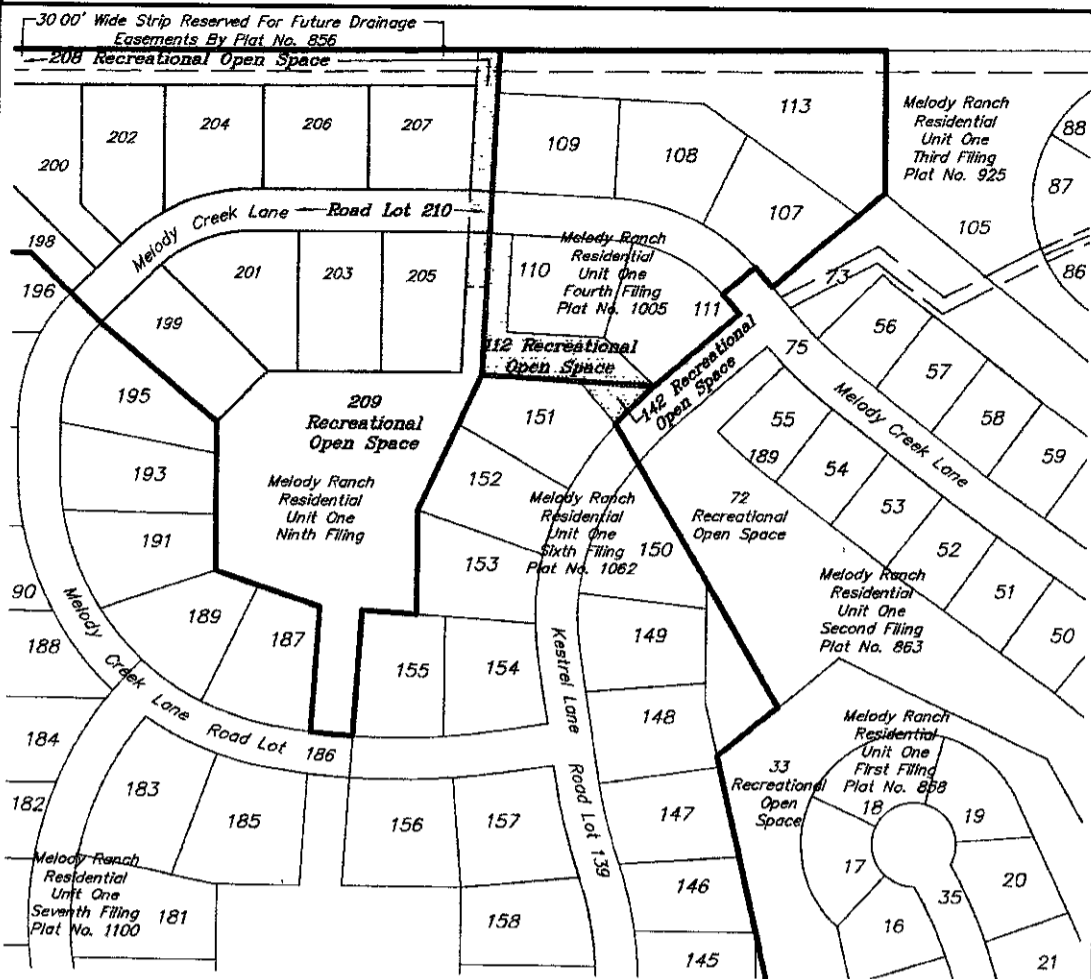 30 00' Wide Strip Reserved For Future Drainage
Easements By Plat No. 856
208 Recreational Open Space
202
204
206
207
200
109
108
113
Melody Ranch
Residential
Unit One
Third Filing
Plat No. 925
88
87
86
105
107
198
196
Melody Creek Lane
Road Lot 210
201
203
205
199
110
Melody Ranch
Residential
Unit One
Fourth Filing
Plat No. 1005
111
73
112 Recreational
Open Space
142 Recreational
Open Space
75
56
57
58
59
Melody Creek Lane
55
189
54
53
52
51
50
195
193
191
209
Recreational
Open Space
Melody Ranch
Residential
Unit One
Ninth Filing
151
152
153
Melody Ranch
Residential
Unit One
Sixth Filing
Plat No. 1062
150
149
148
72
Recreational
Open Space
Melody Ranch
Residential
Unit One
Second Filing
Plat No. 863
90
188
184
182
189
187
155
154
Melody Creek Lane Road Lot 186
Kestrel Lane Road Lot 139
183
185
156
157
158
147
146
145
33
Recreational
Open
Space
Melody Ranch
Residential
Unit One
First Filing
Plat No. 858
18
19
17
16
35
20
21
Melody Ranch
Residential
Unit One
Seventh Filing
Plat No. 1100
181